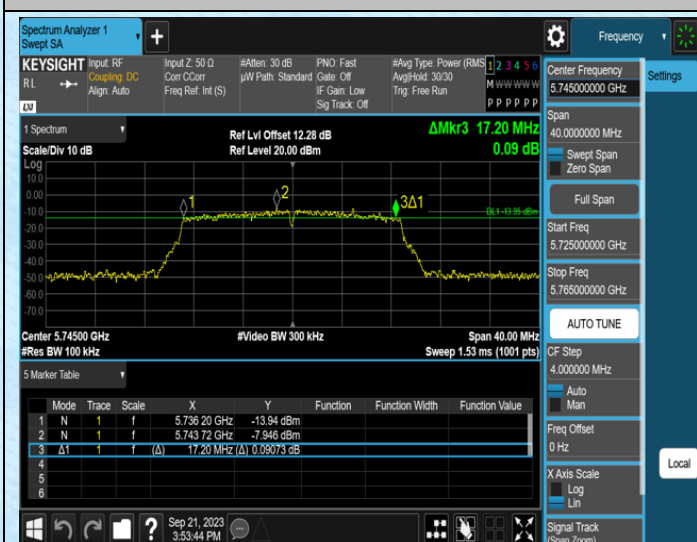 Spectrum Analyzer 1
Swept SA
Frequency
KEYSIGHT Input: RF Input Z: 50 Ω #Atten: 30 dB PNO: Fast #Avg Type: Power (RMS 1 2 3 4 5 6
RL Coupling: DC Corr CCorr µW Path: Standard Gate: Off Avg|Hold: 30/30 M W W W W W
Align: Auto Freq Ref: Int (S) IF Gain: Low Trig: Free Run
Sig Track: Off P P P P P P
LXI
1 Spectrum
Scale/Div 10 dB
Ref Lvl Offset 12.28 dB
Ref Level 20.00 dBm
ΔMkr3 17.20 MHz
0.09 dB
Log
10.0
0.00
-10.0
-20.0
-30.0
-40.0
-50.0
-60.0
-70.0
1
2
3Δ1
DL1 -13.95 dBm
Center 5.74500 GHz #Video BW 300 kHz Span 40.00 MHz
#Res BW 100 kHz Sweep 1.53 ms (1001 pts)
5 Marker Table
Mode Trace Scale X Y Function Function Width Function Value
1 N 1 f 5.736 20 GHz -13.94 dBm
2 N 1 f 5.743 72 GHz -7.946 dBm
3 Δ1 1 f (Δ) 17.20 MHz (Δ) 0.09073 dB
4
5
6
Sep 21, 2023
3:53:44 PM
Center Frequency
5.745000000 GHz
Span
40.0000000 MHz
Swept Span
Zero Span
Full Span
Start Freq
5.725000000 GHz
Stop Freq
5.765000000 GHz
AUTO TUNE
CF Step
4.000000 MHz
Auto
Man
Freq Offset
0 Hz
X Axis Scale
Log
Lin
Signal Track
(Span Zoom)
Settings
Local